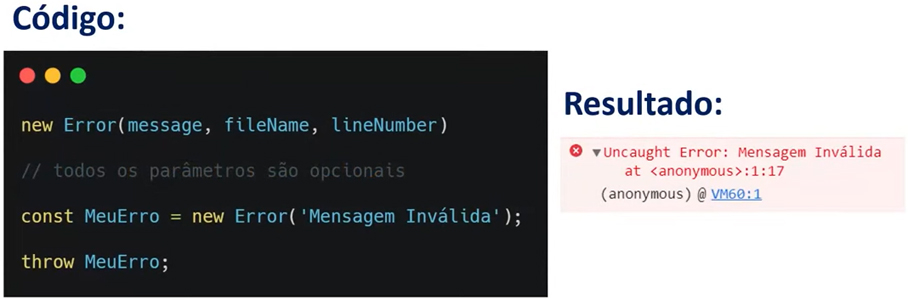 Código:
new Error(message, fileName, lineNumber)
// todos os parâmetros são opcionais
const MeuErro = new Error('Mensagem Inválida');
throw MeuErro;
Resultado:
▼Uncaught Error: Mensagem Inválida
at <anonymous>:1:17
(anonymous) @ VM60:1